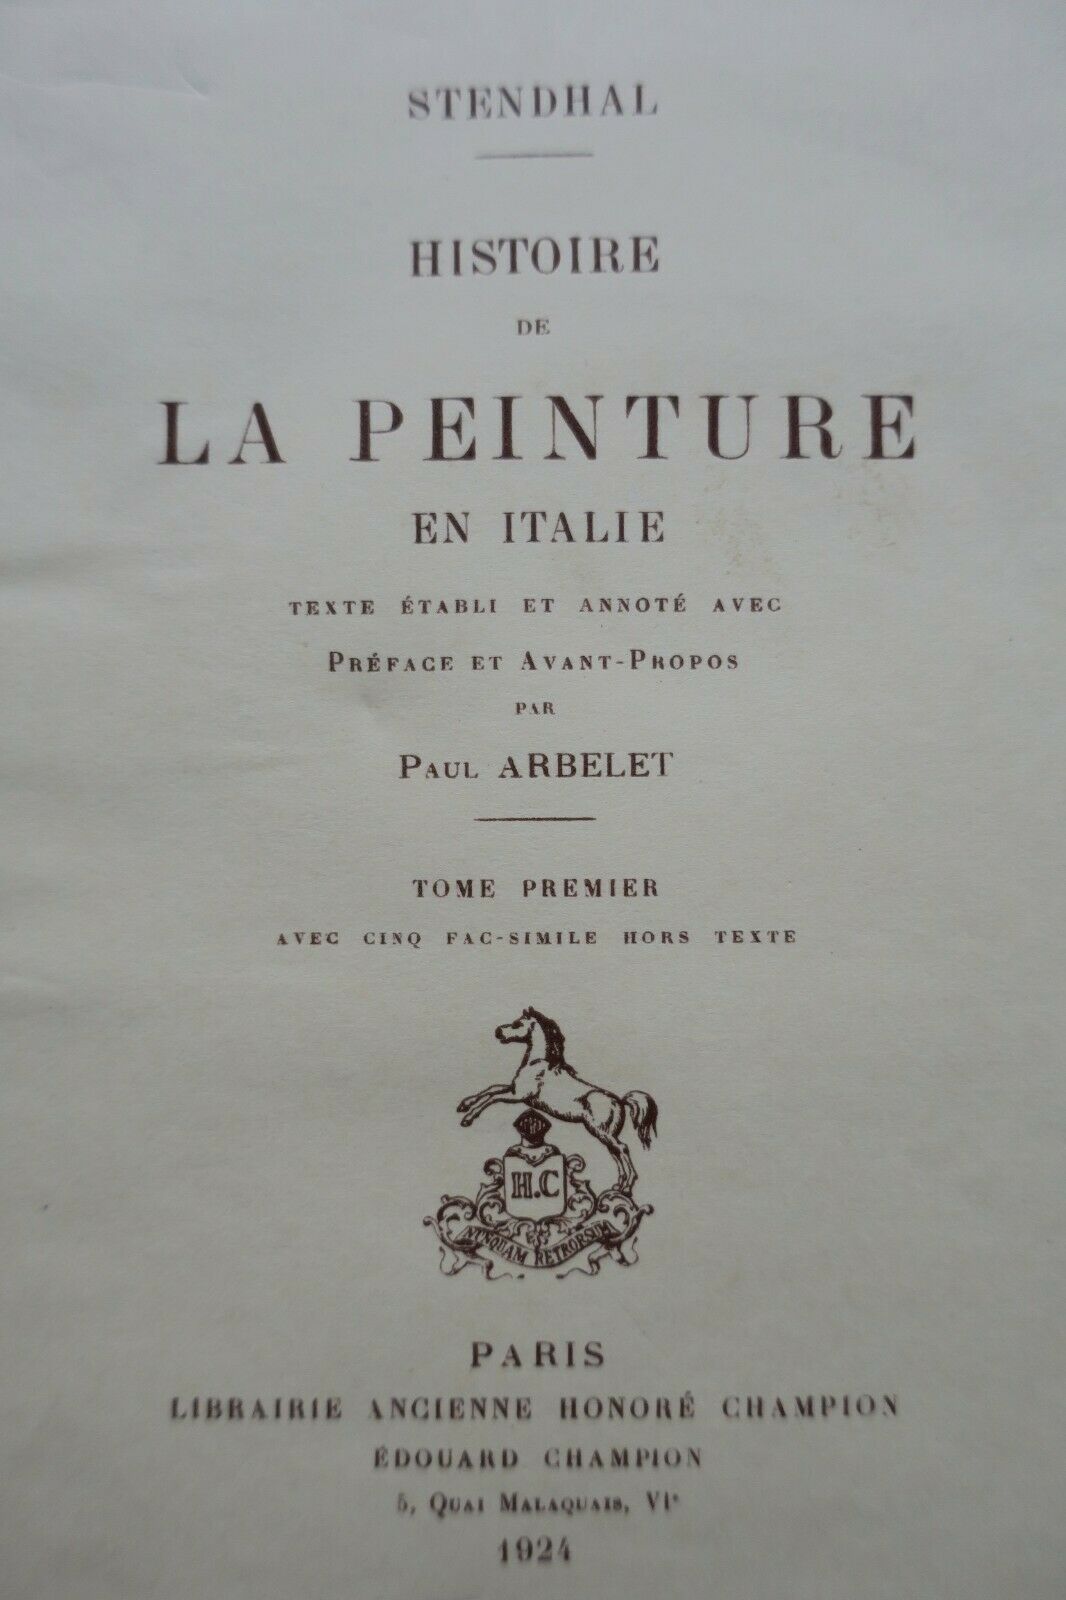 STENDHAL
HISTOIRE
DE
LA PEINTURE
EN ITALIE
TEXTE ÉTABLI ET ANNOTÉ AVEC
PRÉFACE ET AVANT-PROPOS
PAR
PAUL ARBELET
TOME PREMIER
AVEC CINQ FAC-SIMILE HORS TEXTE
H.C
NUNQUAM RETRORSUM
PARIS
LIBRAIRIE ANCIENNE HONORÉ CHAMPION
ÉDOUARD CHAMPION
5, QUAI MALAQUAIS, VIe
1924